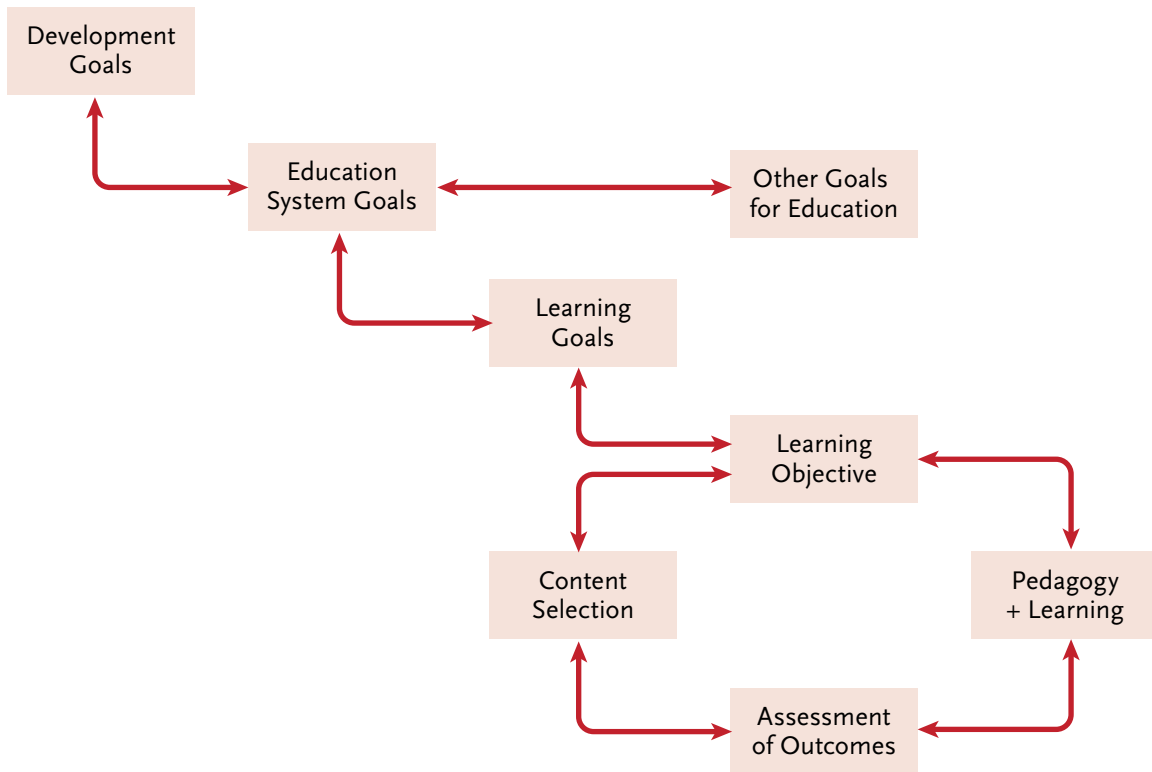 Development
Goals
Education
System Goals
Other Goals
for Education
Learning
Goals
Learning
Objective
Content
Selection
Pedagogy
+ Learning
Assessment
of Outcomes